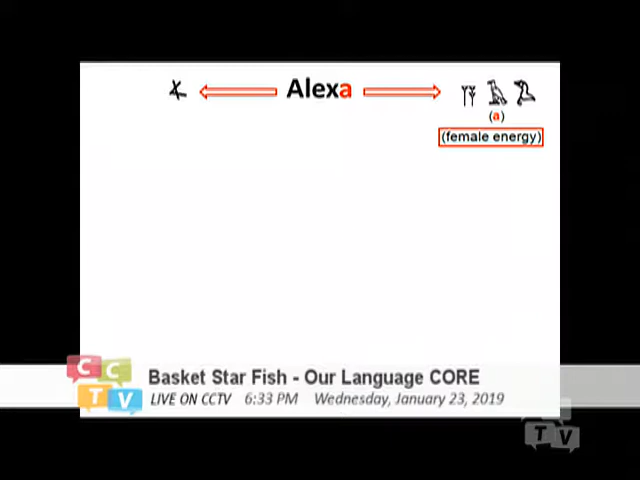 Alexa
(a)
(female energy)
CCTV
Basket Star Fish - Our Language CORE
LIVE ON CCTV 6:33 PM Wednesday, January 23, 2019
TV